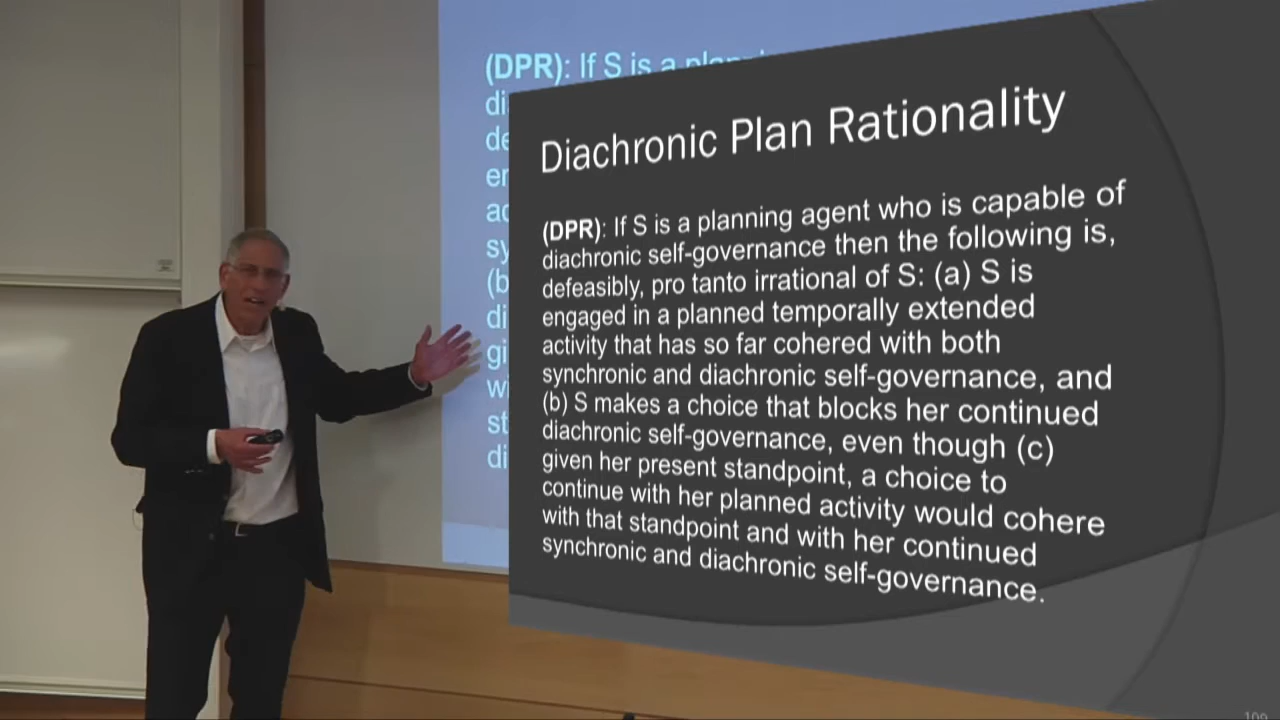 (DPR): If S is a planni
di
de
en
ac
sy
(b
di
gi
wi
st
di
Diachronic Plan Rationality
(DPR): If S is a planning agent who is capable of
diachronic self-governance then the following is,
defeasibly, pro tanto irrational of S: (a) S is
engaged in a planned temporally extended
activity that has so far cohered with both
synchronic and diachronic self-governance, and
(b) S makes a choice that blocks her continued
diachronic self-governance, even though (c)
given her present standpoint, a choice to
continue with her planned activity would cohere
with that standpoint and with her continued
synchronic and diachronic self-governance.